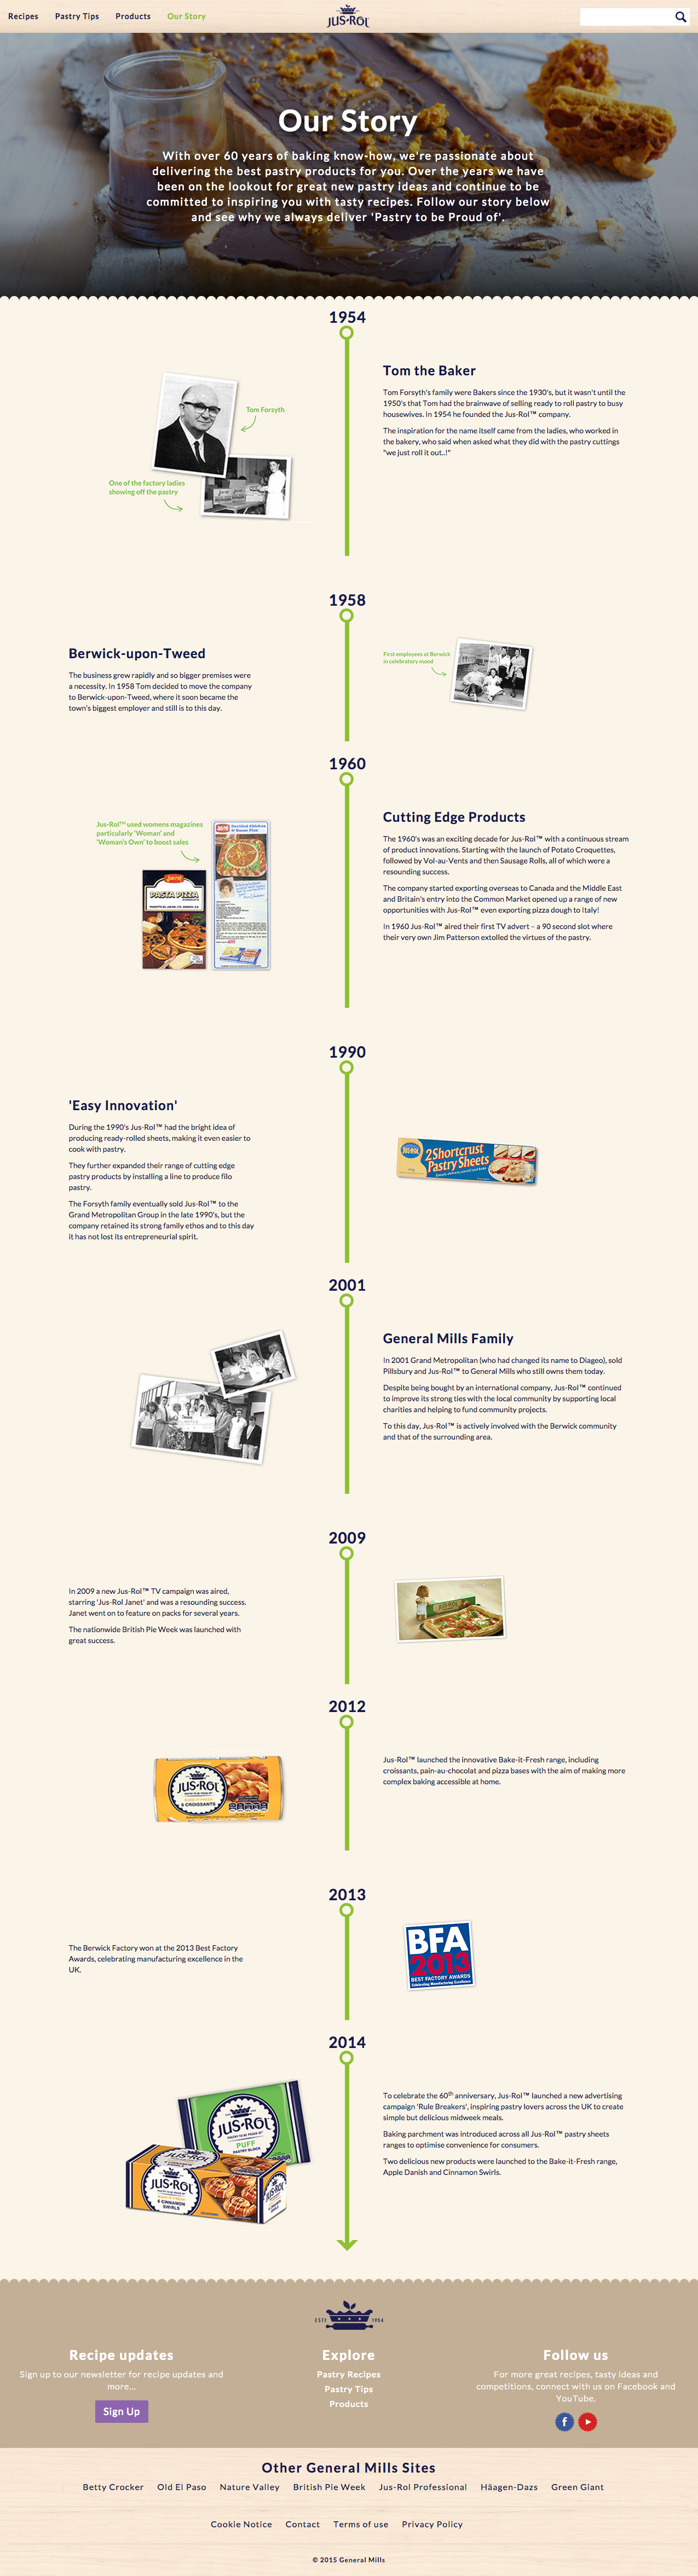 Recipes
Pastry Tips
Products
Our Story
JUS-ROL
Our Story
With over 60 years of baking know-how, we're passionate about
delivering the best pastry products for you. Over the years we have
been on the lookout for great new pastry ideas and continue to be
committed to inspiring you with tasty recipes. Follow our story below
and see why we always deliver 'Pastry to be Proud of'.
1954
Tom the Baker
Tom Forsyth's family were Bakers since the 1930's, but it wasn't until the
1950's that Tom had the brainwave of selling ready to roll pastry to busy
housewives. In 1954 he founded the Jus-Rol™ company.
The inspiration for the name itself came from the ladies, who worked in
the bakery, who said when asked what they did with the pastry cuttings
"we just roll it out..!"
Tom Forsyth
One of the factory ladies
showing off the pastry
1958
Berwick-upon-Tweed
The business grew rapidly and so bigger premises were
a necessity. In 1958 Tom decided to move the company
to Berwick-upon-Tweed, where it soon became the
town's biggest employer and still is to this day.
First employees at Berwick
in celebratory mood
1960
Jus-Rol™ used womens magazines
particularly 'Woman' and
'Woman's Own' to boost sales
PASTA PIZZA
Cutting Edge Products
The 1960's was an exciting decade for Jus-Rol™ with a continuous stream
of product innovations. Starting with the launch of Potato Croquettes,
followed by Vol-au-Vents and then Sausage Rolls, all of which were a
resounding success.
The company started exporting overseas to Canada and the Middle East
and Britain's entry into the Common Market opened up a range of new
opportunities with Jus-Rol™ even exporting pizza dough to Italy!
In 1960 Jus-Rol™ aired their first TV advert – a 90 second slot where
their very own Jim Patterson extolled the virtues of the pastry.
1990
'Easy Innovation'
During the 1990's Jus-Rol™ had the bright idea of
producing ready-rolled sheets, making it even easier to
cook with pastry.
They further expanded their range of cutting edge
pastry products by installing a line to produce filo
pastry.
The Forsyth family eventually sold Jus-Rol™ to the
Grand Metropolitan Group in the late 1990's, but the
company retained its strong family ethos and to this day
it has not lost its entrepreneurial spirit.
JUS-ROL
2 Shortcrust
Pastry Sheets
2001
General Mills Family
In 2001 Grand Metropolitan (who had changed its name to Diageo), sold
Pillsbury and Jus-Rol™ to General Mills who still owns them today.
Despite being bought by an international company, Jus-Rol™ continued
to improve its strong ties with the local community by supporting local
charities and helping to fund community projects.
To this day, Jus-Rol™ is actively involved with the Berwick community
and that of the surrounding area.
2009
In 2009 a new Jus-Rol™ TV campaign was aired,
starring 'Jus-Rol Janet' and was a resounding success.
Janet went on to feature on packs for several years.
The nationwide British Pie Week was launched with
great success.
JUS-ROL
2012
JUS-ROL
6 CROISSANTS
Jus-Rol™ launched the innovative Bake-it-Fresh range, including
croissants, pain-au-chocolat and pizza bases with the aim of making more
complex baking accessible at home.
2013
The Berwick Factory won at the 2013 Best Factory
Awards, celebrating manufacturing excellence in the
UK.
BFA
2013
BEST FACTORY AWARDS
Celebrating Manufacturing Excellence
2014
JUS-ROL
PUFF
PASTRY BLOCK
JUS-ROL
6 CINNAMON
SWIRLS
To celebrate the 60th anniversary, Jus-Rol™ launched a new advertising
campaign 'Rule Breakers', inspiring pastry lovers across the UK to create
simple but delicious midweek meals.
Baking parchment was introduced across all Jus-Rol™ pastry sheets
ranges to optimise convenience for consumers.
Two delicious new products were launched to the Bake-it-Fresh range,
Apple Danish and Cinnamon Swirls.
ESTD 1954
Recipe updates
Sign up to our newsletter for recipe updates and
more...
Sign Up
Explore
Pastry Recipes
Pastry Tips
Products
Follow us
For more great recipes, tasty ideas and
competitions, connect with us on Facebook and
YouTube.
Other General Mills Sites
Betty Crocker Old El Paso Nature Valley British Pie Week Jus-Rol Professional Häagen-Dazs Green Giant
Cookie Notice Contact Terms of use Privacy Policy
© 2015 General Mills